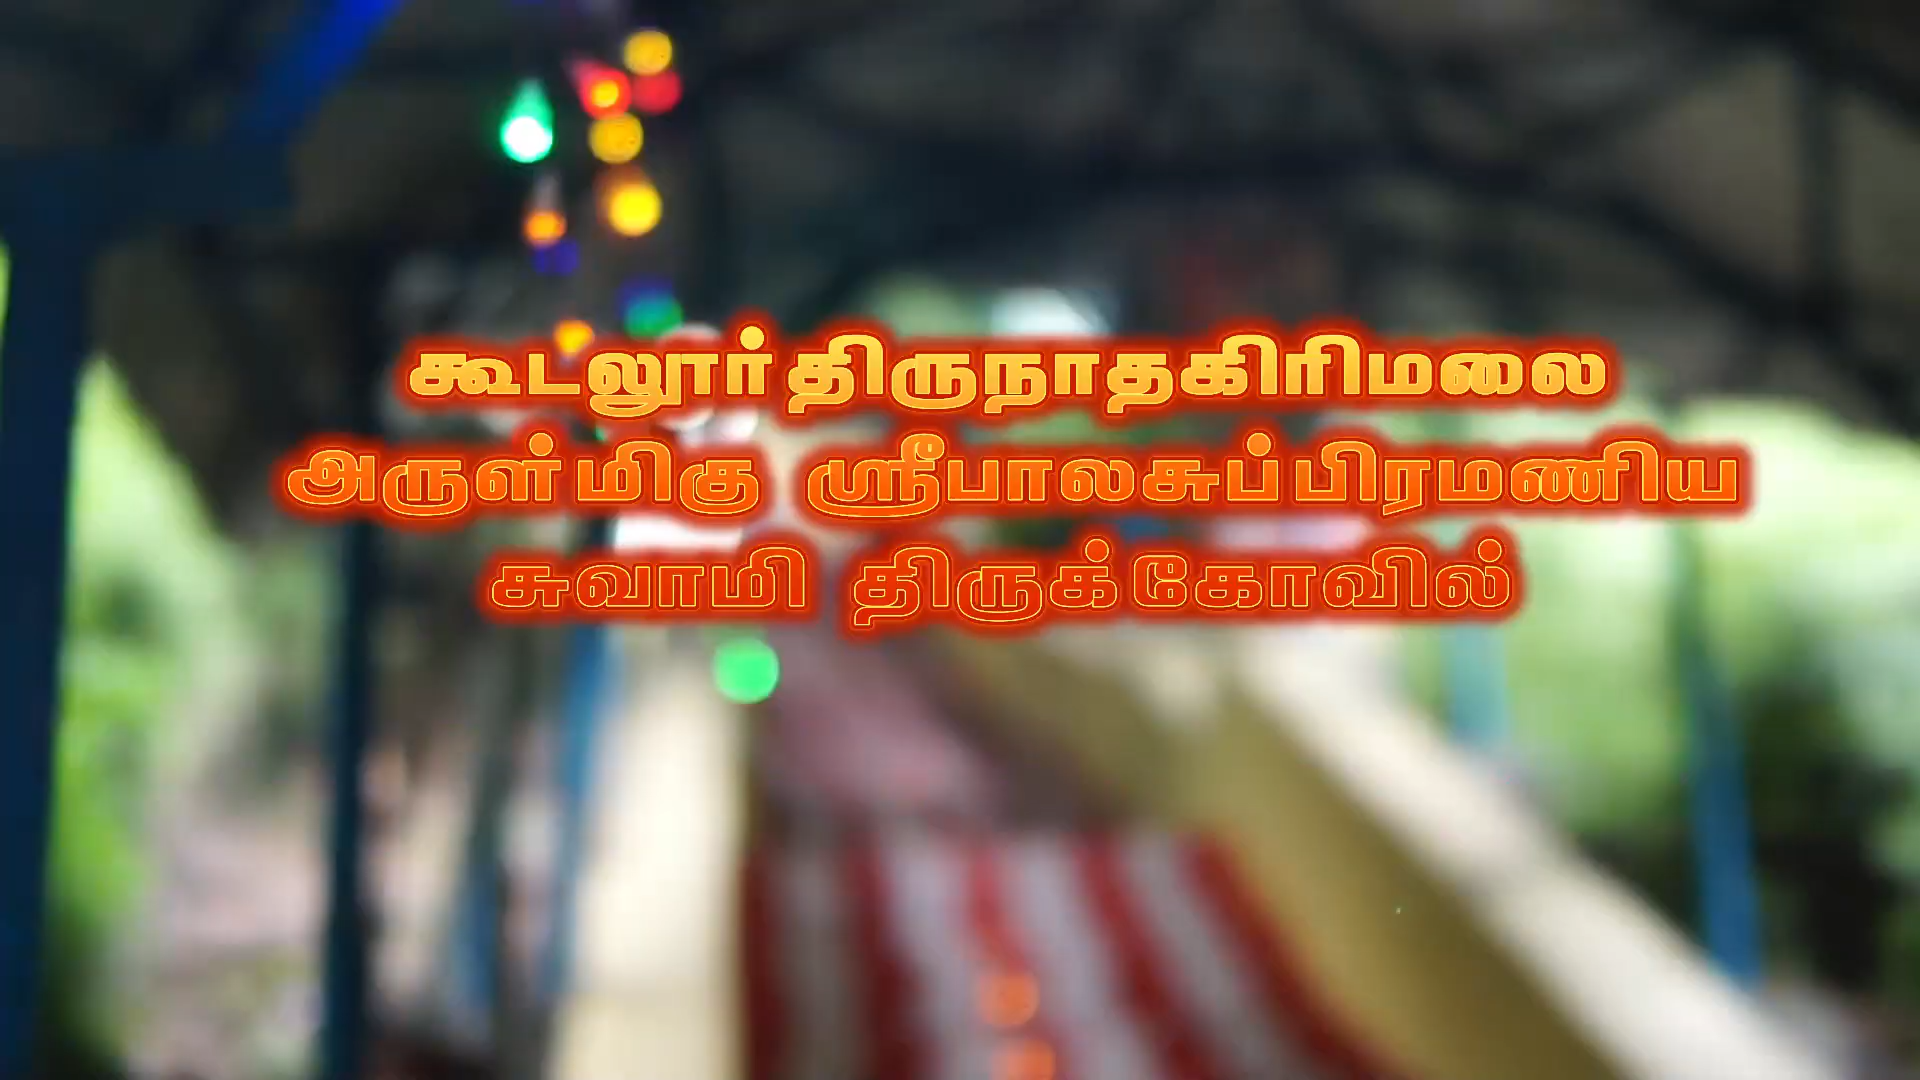 கூடலூர் திருநாதகிரிமலை
அருள்மிகு ஸ்ரீபாலசுப்பிரமணிய
சுவாமி திருக்கோவில்